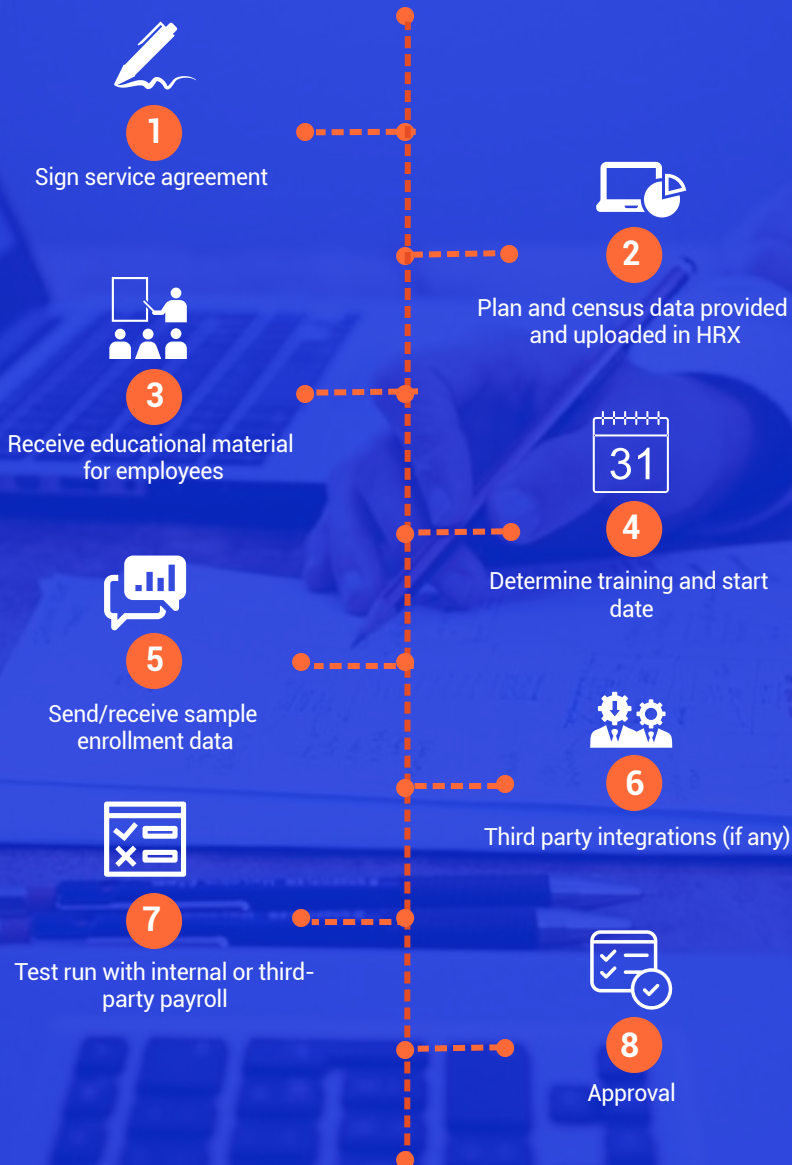 1
Sign service agreement
2
Plan and census data provided
and uploaded in HRX
3
Receive educational material
for employees
31
4
Determine training and start
date
5
Send/receive sample
enrollment data
6
Third party integrations (if any)
7
Test run with internal or third-
party payroll
8
Approval